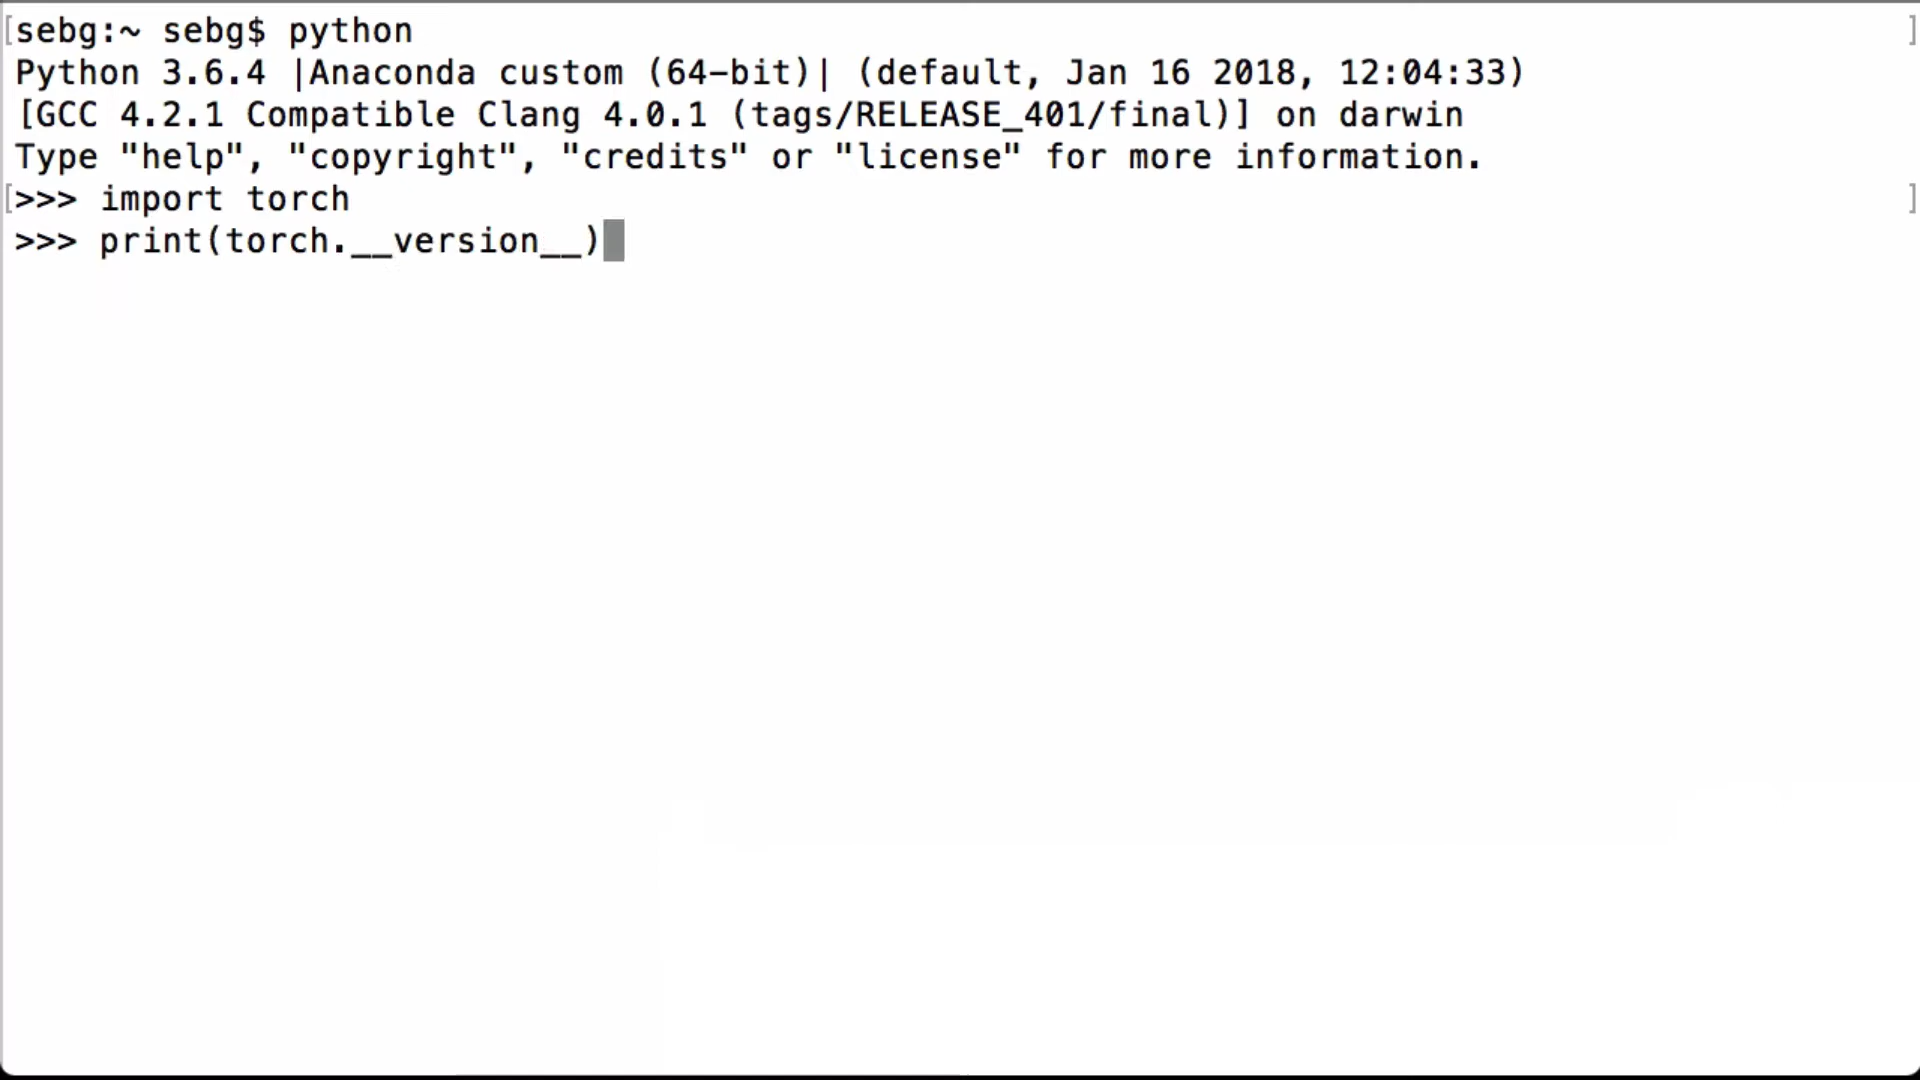 [sebg:~ sebg$ python ]
Python 3.6.4 |Anaconda custom (64-bit)| (default, Jan 16 2018, 12:04:33)
[GCC 4.2.1 Compatible Clang 4.0.1 (tags/RELEASE_401/final)] on darwin
Type "help", "copyright", "credits" or "license" for more information.
[>>> import torch ]
>>> print(torch.__version__)